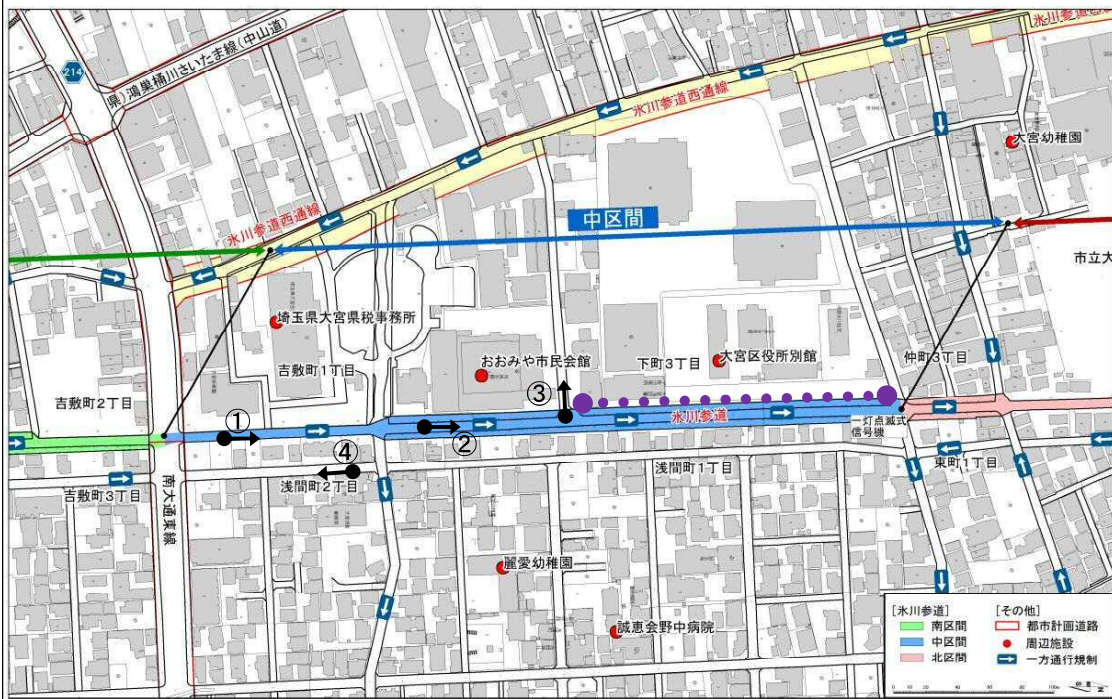 氷川参道西通線
214
県)鴻巣桶川さいたま線(中山道)
氷川参道西通線
大宮幼稚園
中区間
氷川参道西通線
市立大
埼玉県大宮県税事務所
おおみや市民会館
下町3丁目
大宮区役所別館
仲町3丁目
吉敷町1丁目
吉敷町2丁目
③
①
②
氷川参道
一灯点滅式
信号機
④
浅間町2丁目
浅間町1丁目
東町1丁目
吉敷町3丁目
南大通東線
麗愛幼稚園
誠恵会野中病院
[氷川参道]
南区間
中区間
北区間
[その他]
都市計画道路
周辺施設
一方通行規制